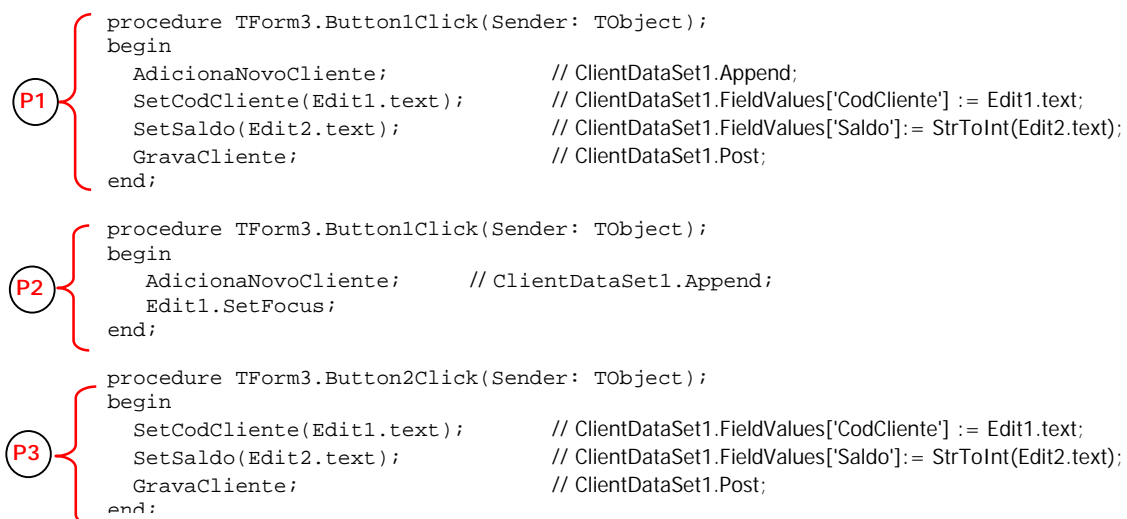 procedure TForm3.Button1Click(Sender: TObject);
begin
AdicionaNovoCliente; // ClientDataSet1.Append;
P1 SetCodCliente(Edit1.text); // ClientDataSet1.FieldValues['CodCliente'] := Edit1.text;
SetSaldo(Edit2.text); // ClientDataSet1.FieldValues['Saldo']:= StrToInt(Edit2.text);
GravaCliente; // ClientDataSet1.Post;
end;
procedure TForm3.Button1Click(Sender: TObject);
begin
P2 AdicionaNovoCliente; // ClientDataSet1.Append;
Edit1.SetFocus;
end;
procedure TForm3.Button2Click(Sender: TObject);
begin
SetCodCliente(Edit1.text); // ClientDataSet1.FieldValues['CodCliente'] := Edit1.text;
P3 SetSaldo(Edit2.text); // ClientDataSet1.FieldValues['Saldo']:= StrToInt(Edit2.text);
GravaCliente; // ClientDataSet1.Post;
end;